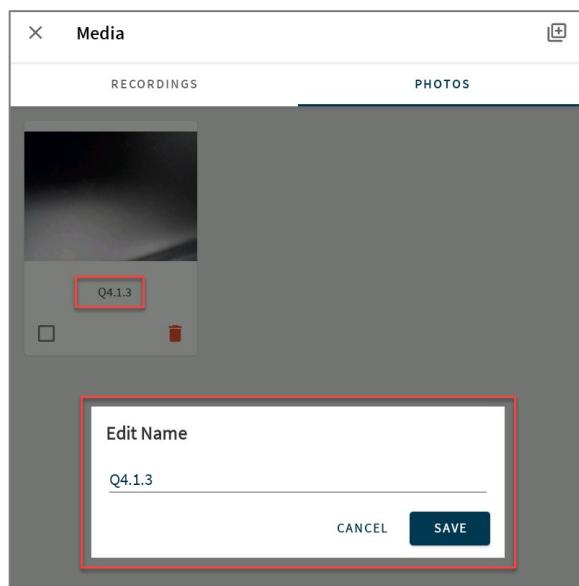 Media
RECORDINGS PHOTOS
Q4.1.3
Edit Name
Q4.1.3
CANCEL SAVE